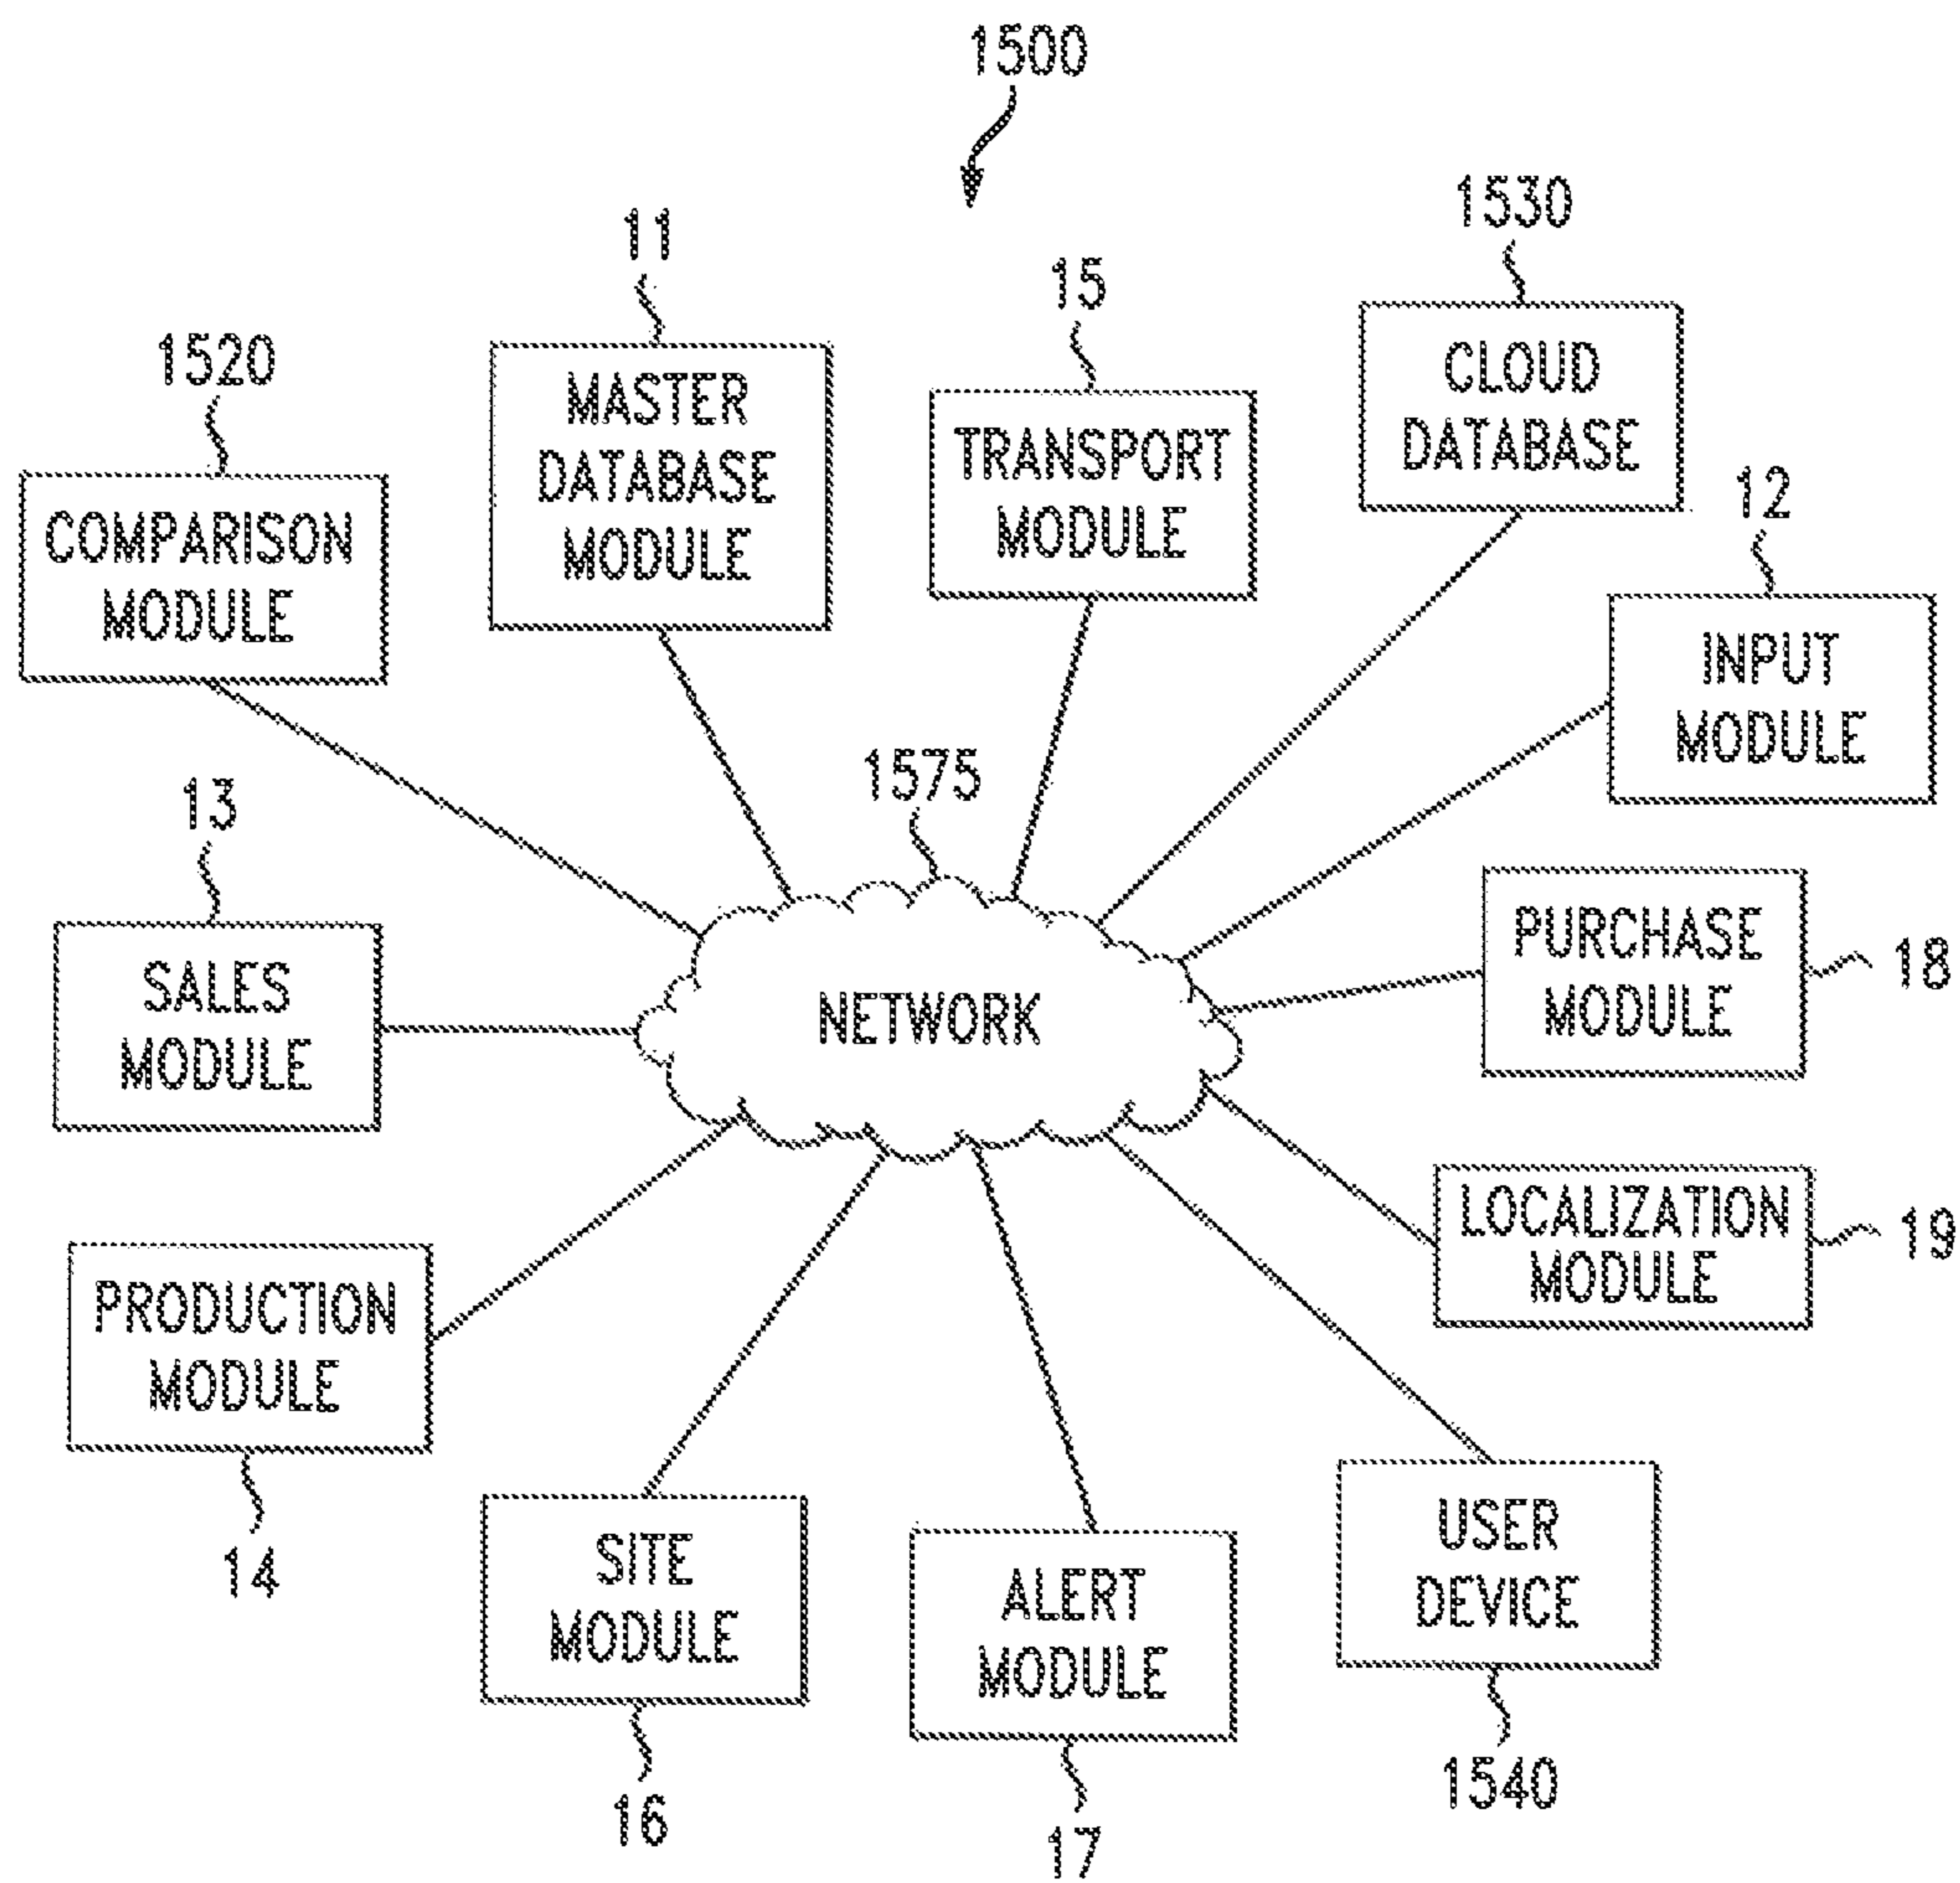 1500
1530
11
15
1520
CLOUD
DATABASE
MASTER
DATABASE
MODULE
TRANSPORT
MODULE
12
COMPARISON
MODULE
INPUT
MODULE
1575
13
PURCHASE
MODULE
18
SALES
MODULE
NETWORK
LOCALIZATION
MODULE
19
PRODUCTION
MODULE
14
SITE
MODULE
16
ALERT
MODULE
17
USER
DEVICE
1540